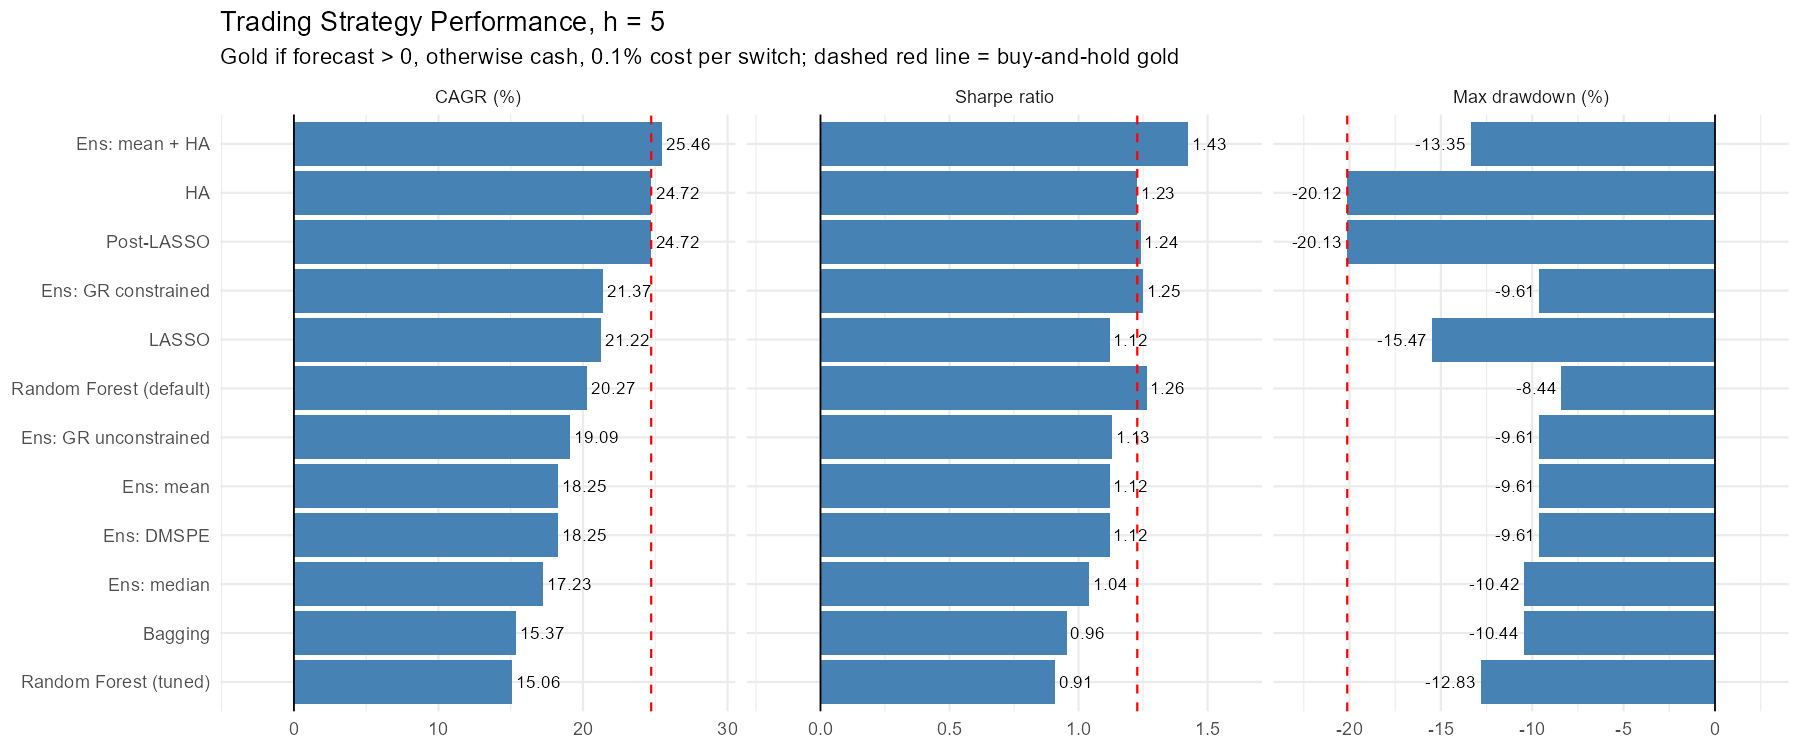 Trading Strategy Performance, h = 5
Gold if forecast > 0, otherwise cash, 0.1% cost per switch; dashed red line = buy-and-hold gold
CAGR (%) Sharpe ratio Max drawdown (%)
Ens: mean + HA 25.46 1.43 -13.35
HA 24.72 1.23 -20.12
Post-LASSO 24.72 1.24 -20.13
Ens: GR constrained 21.37 1.25 -9.61
LASSO 21.22 1.12 -15.47
Random Forest (default) 20.27 1.26 -8.44
Ens: GR unconstrained 19.09 1.13 -9.61
Ens: mean 18.25 1.12 -9.61
Ens: DMSPE 18.25 1.12 -9.61
Ens: median 17.23 1.04 -10.42
Bagging 15.37 0.96 -10.44
Random Forest (tuned) 15.06 0.91 -12.83
0 10 20 30 0.0 0.5 1.0 1.5 -20 -15 -10 -5 0